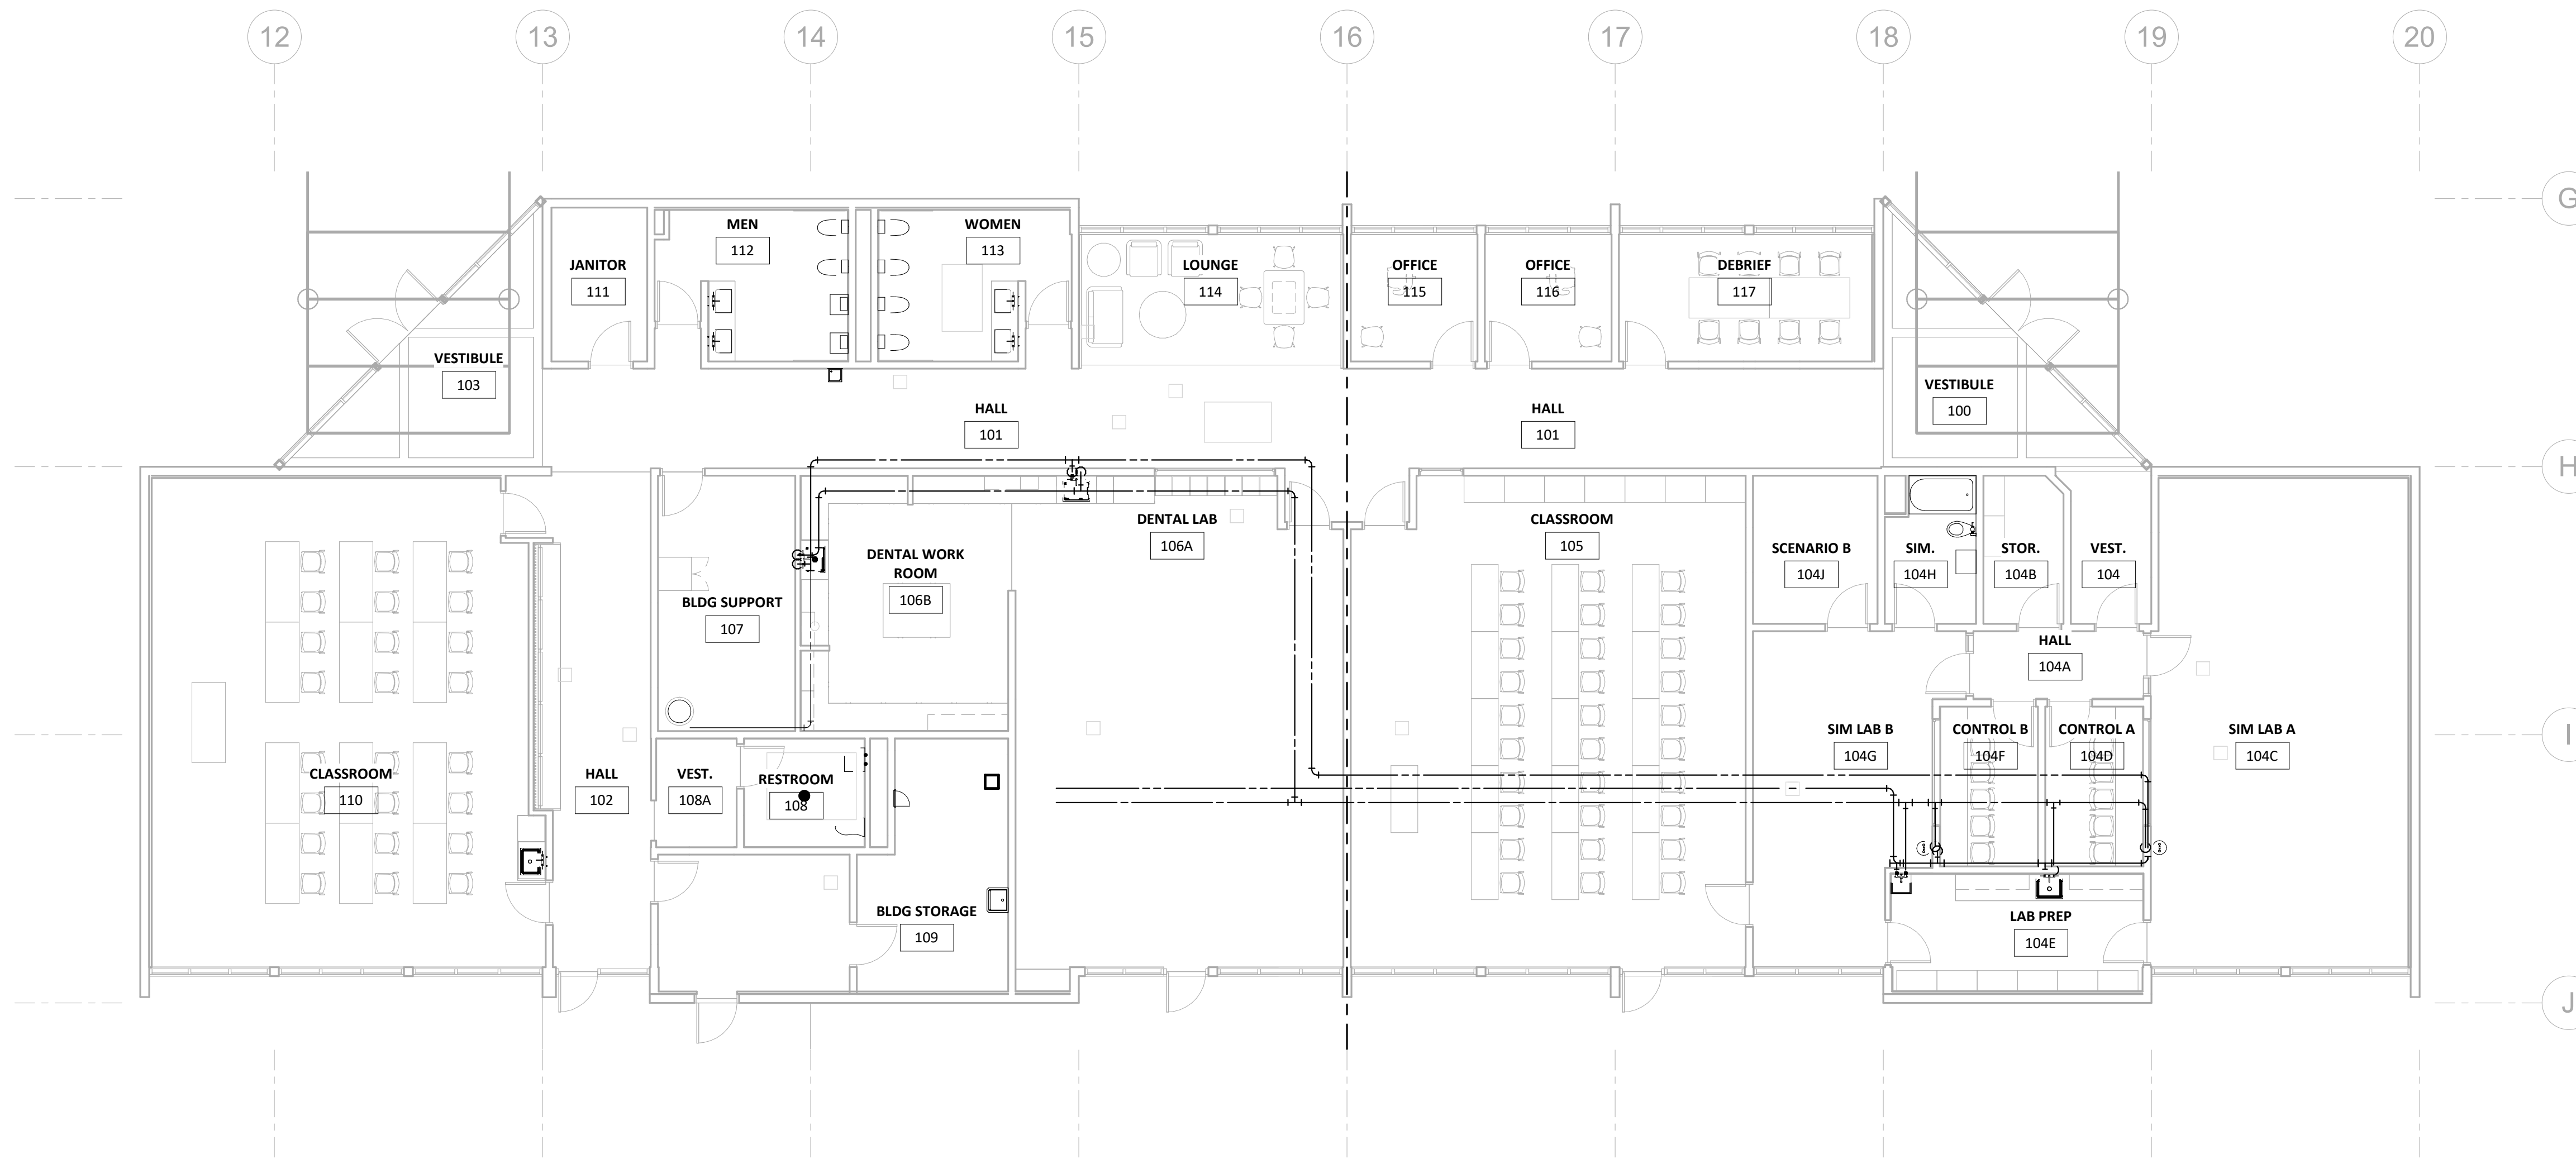 12 13 14 15 16 17 18 19 20
G
MEN
112
WOMEN
113
JANITOR
111
LOUNGE
114
OFFICE
115
OFFICE
116
DEBRIEF
117
VESTIBULE
103
VESTIBULE
100
HALL
101
HALL
101
H
DENTAL LAB
106A
CLASSROOM
105
DENTAL WORK
ROOM
106B
SCENARIO B
104J
SIM.
104H
STOR.
104B
VEST.
104
BLDG SUPPORT
107
HALL
104A
I
SIM LAB B
104G
CONTROL B
104F
CONTROL A
104D
SIM LAB A
104C
CLASSROOM
110
HALL
102
VEST.
108A
RESTROOM
108
BLDG STORAGE
109
LAB PREP
104E
J